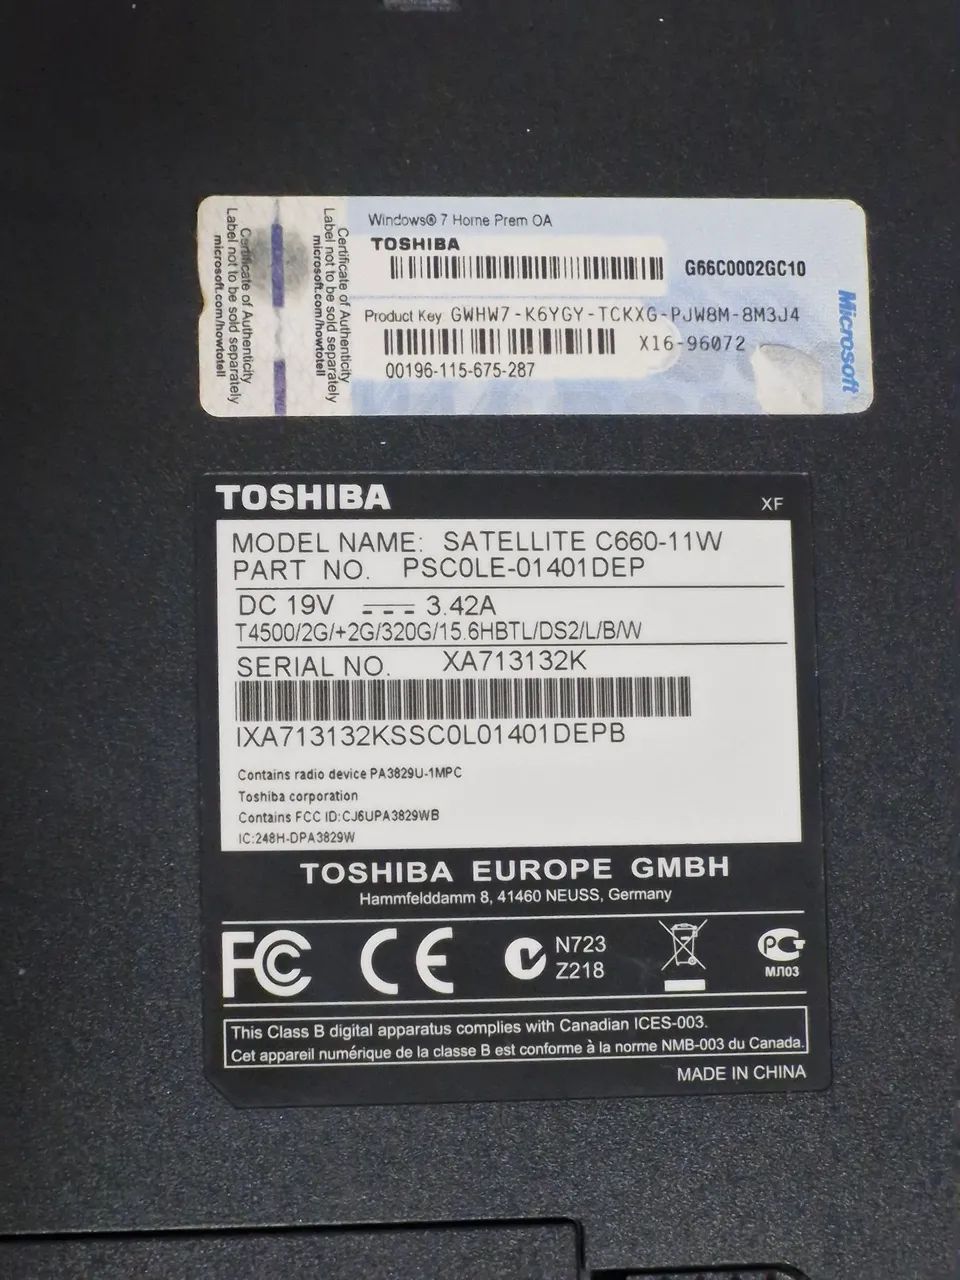 Certificate of Authenticity
Label not to be sold separately
microsoft.com/howtotell
Certificate of Authenticity
Label not to be sold separately
microsoft.com/howtotell
Windows® 7 Home Prem OA
TOSHIBA
G66C0002GC10
Product Key: GWHW7-K6YGY-TCKXG-PJW8M-8M3J4
X16-96072
00196-115-675-287
Microsoft
TOSHIBA
XF
MODEL NAME: SATELLITE C660-11W
PART NO. PSC0LE-01401DEP
DC 19V 3.42A
T4500/2G/+2G/320G/15.6HBTL/DS2/L/B/W
SERIAL NO. XA713132K
IXA713132KSSC0L01401DEPB
Contains radio device PA3829U-1MPC
Toshiba corporation
Contains FCC ID:CJ6UPA3829WB
IC:248H-DPA3829W
TOSHIBA EUROPE GMBH
Hammfelddamm 8, 41460 NEUSS, Germany
FCC CE N723
Z218
РСТ
МЛ03
This Class B digital apparatus complies with Canadian ICES-003.
Cet appareil numérique de la classe B est conforme à la norme NMB-003 du Canada.
MADE IN CHINA